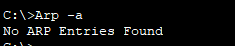 C:\>Arp -a
No ARP Entries Found
C:\>